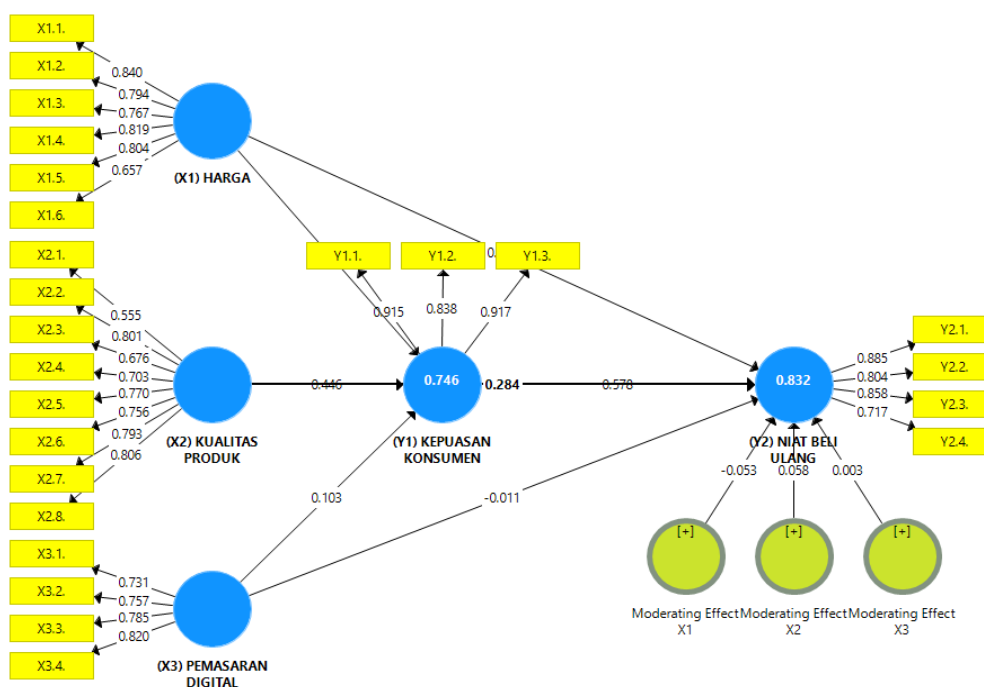 X1.1.
X1.2.
X1.3.
X1.4.
X1.5.
X1.6.
0.840
0.794
0.767
0.819
0.804
0.657
(X1) HARGA
X2.1.
X2.2.
X2.3.
X2.4.
X2.5.
X2.6.
X2.7.
X2.8.
0.555
0.801
0.676
0.703
0.770
0.756
0.793
0.806
(X2) KUALITAS
PRODUK
X3.1.
X3.2.
X3.3.
X3.4.
0.731
0.757
0.785
0.820
(X3) PEMASARAN
DIGITAL
Y1.1.
Y1.2.
Y1.3.
0.915
0.838
0.917
0.446
0.746
0.284
0.578
(Y1) KEPUASAN
KONSUMEN
0.103
-0.011
0.832
(Y2) NIAT BELI
ULANG
0.885
0.804
0.858
0.717
Y2.1.
Y2.2.
Y2.3.
Y2.4.
-0.053
0.058
0.003
[+]
[+]
[+]
Moderating Effect
X1
Moderating Effect
X2
Moderating Effect
X3